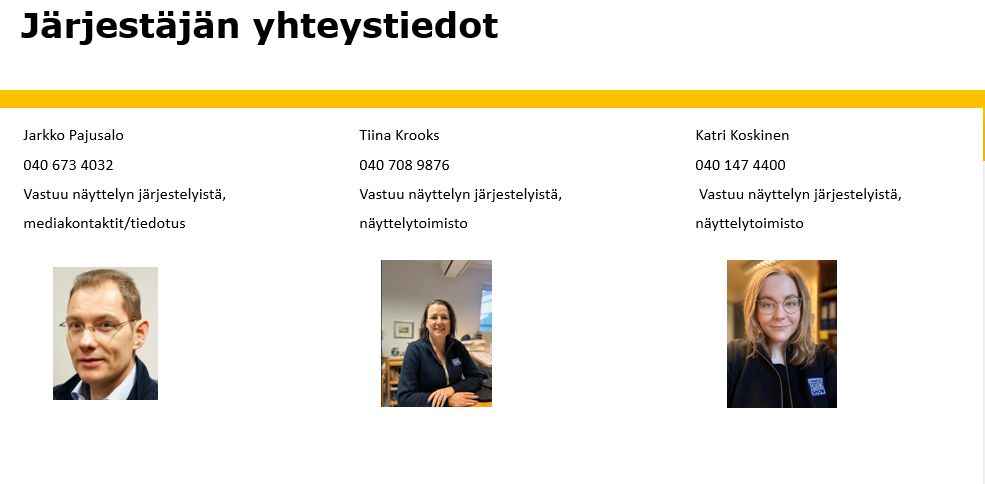 Järjestäjän yhteystiedot
Jarkko Pajusalo
040 673 4032
Vastuu näyttelyn järjestelyistä,
mediakontaktit/tiedotus
Tiina Krooks
040 708 9876
Vastuu näyttelyn järjestelyistä,
näyttelytoimisto
Katri Koskinen
040 147 4400
Vastuu näyttelyn järjestelyistä,
näyttelytoimisto